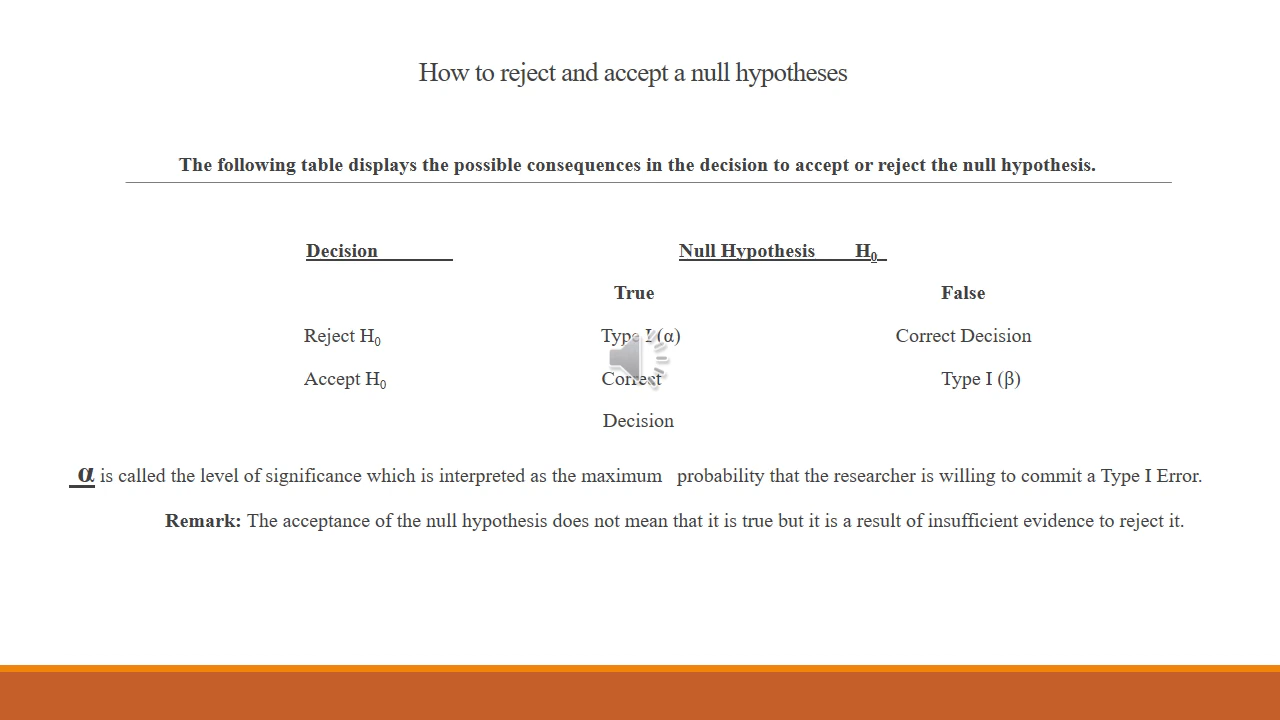 How to reject and accept a null hypotheses
The following table displays the possible consequences in the decision to accept or reject the null hypothesis.
Decision Null Hypothesis H₀
True False
Reject H₀ Type I (α) Correct Decision
Accept H₀ Correct Type I (β)
Decision
α is called the level of significance which is interpreted as the maximum probability that the researcher is willing to commit a Type I Error.
Remark: The acceptance of the null hypothesis does not mean that it is true but it is a result of insufficient evidence to reject it.